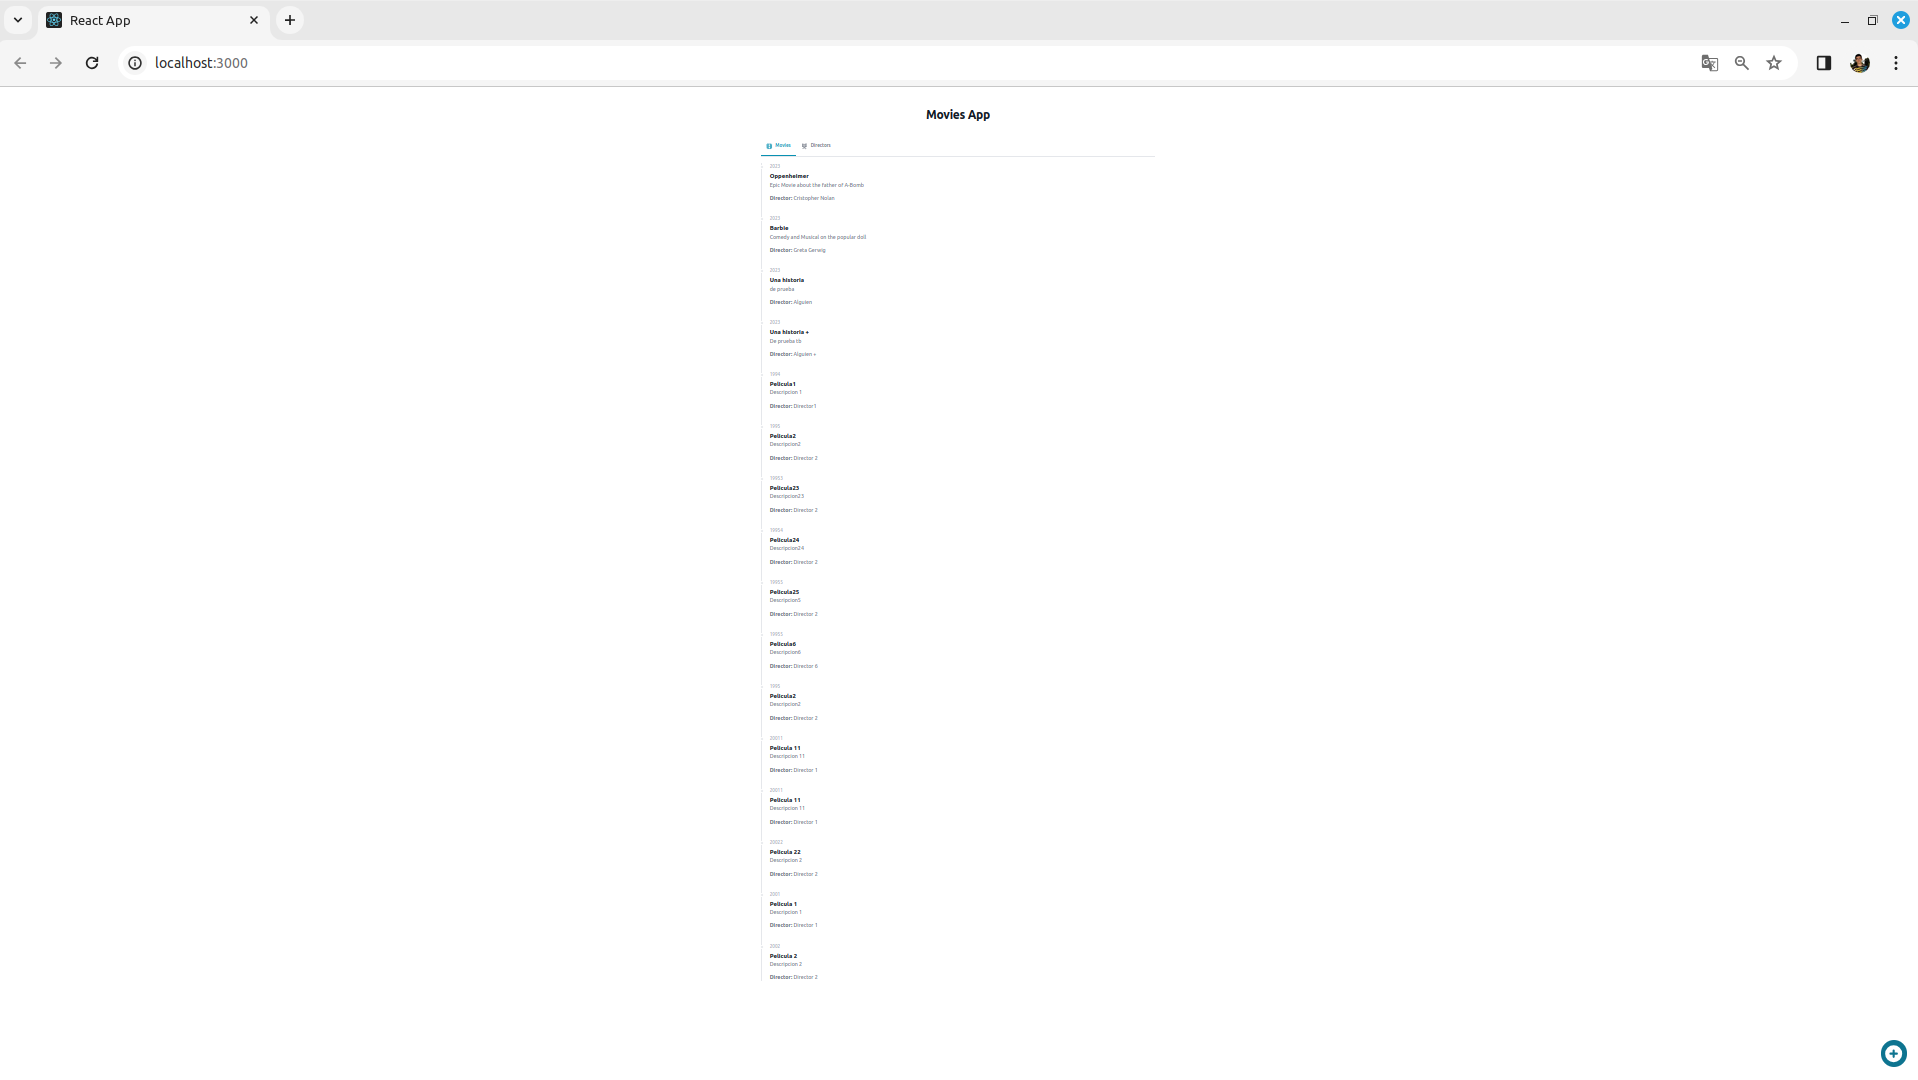 React App
localhost:3000
Movies App
Movies Directors
2023
Oppenheimer
Epic Movie about the father of A-Bomb
Director: Cristopher Nolan
2023
Barbie
Comedy and Musical on the popular doll
Director: Greta Gerwig
2023
Una historia
de prueba
Director: Alguien
2023
Una historia +
De prueba tb
Director: Alguien +
1994
Pelicula1
Descripcion 1
Director: Director1
1995
Pelicula2
Descripcion2
Director: Director 2
Pelicula23
Descripcion23
Director: Director 2
Pelicula24
Descripcion24
Director: Director 2
Pelicula25
Descripcion5
Director: Director 2
Pelicula6
Descripcion6
Director: Director 6
1995
Pelicula2
Descripcion2
Director: Director 2
20011
Pelicula 11
Descripcion 11
Director: Director 1
20011
Pelicula 11
Descripcion 11
Director: Director 1
Pelicula 22
Descripcion 2
Director: Director 2
2001
Pelicula 1
Descripcion 1
Director: Director 1
2002
Pelicula 2
Descripcion 2
Director: Director 2